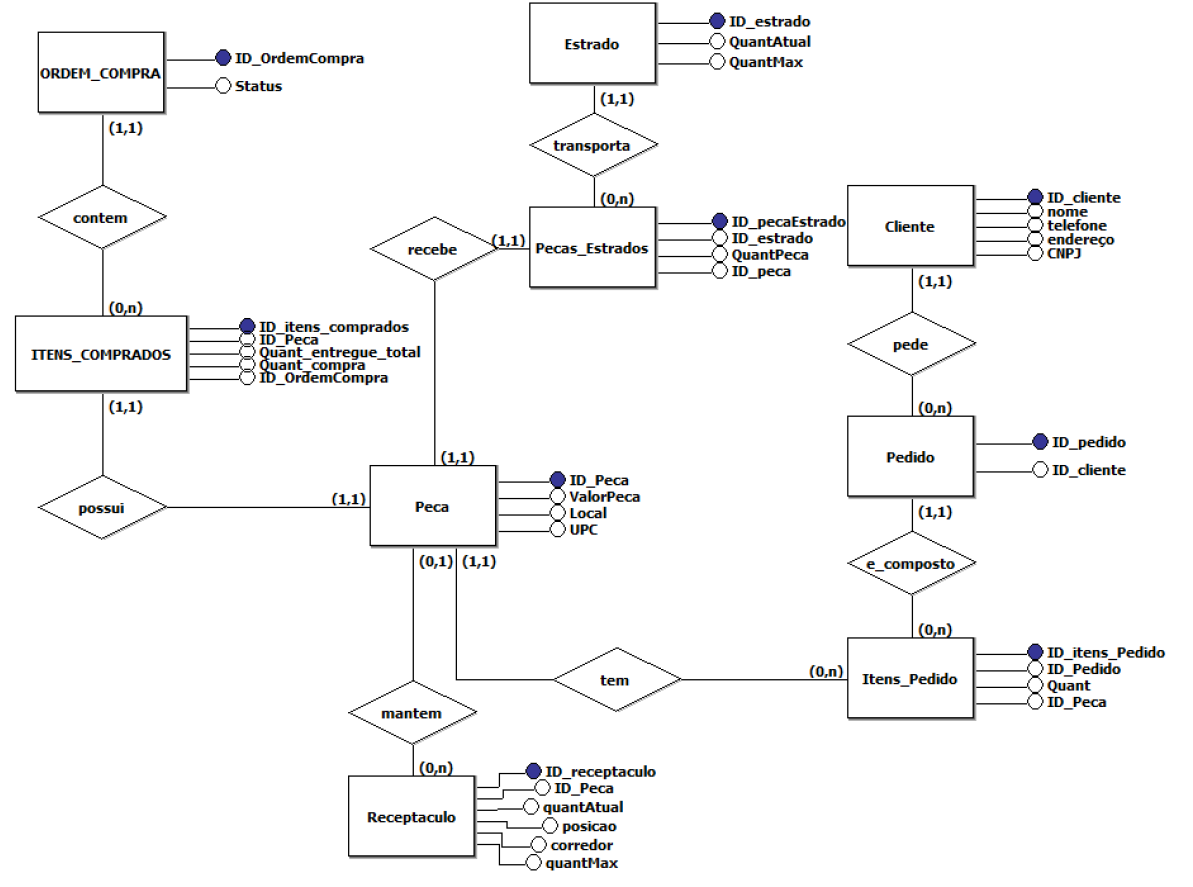 ORDEM_COMPRA
ID_OrdemCompra
Status
(1,1)
contem
(0,n)
ITENS_COMPRADOS
ID_itens_comprados
ID_Peca
Quant_entregue_total
Quant_compra
ID_OrdemCompra
(1,1)
possui
(1,1)
Estrado
ID_estrado
QuantAtual
QuantMax
(1,1)
transporta
(0,n)
Pecas_Estrados
ID_pecaEstrado
ID_estrado
QuantPeca
ID_peca
(1,1)
recebe
(1,1)
Peca
ID_Peca
ValorPeca
Local
UPC
(0,1)
(1,1)
mantem
(0,n)
Receptaculo
ID_receptaculo
ID_Peca
quantAtual
posicao
corredor
quantMax
tem
(0,n)
Cliente
ID_cliente
nome
telefone
endereço
CNPJ
(1,1)
pede
(0,n)
Pedido
ID_pedido
ID_cliente
(1,1)
e_composto
(0,n)
Itens_Pedido
ID_itens_Pedido
ID_Pedido
Quant
ID_Peca